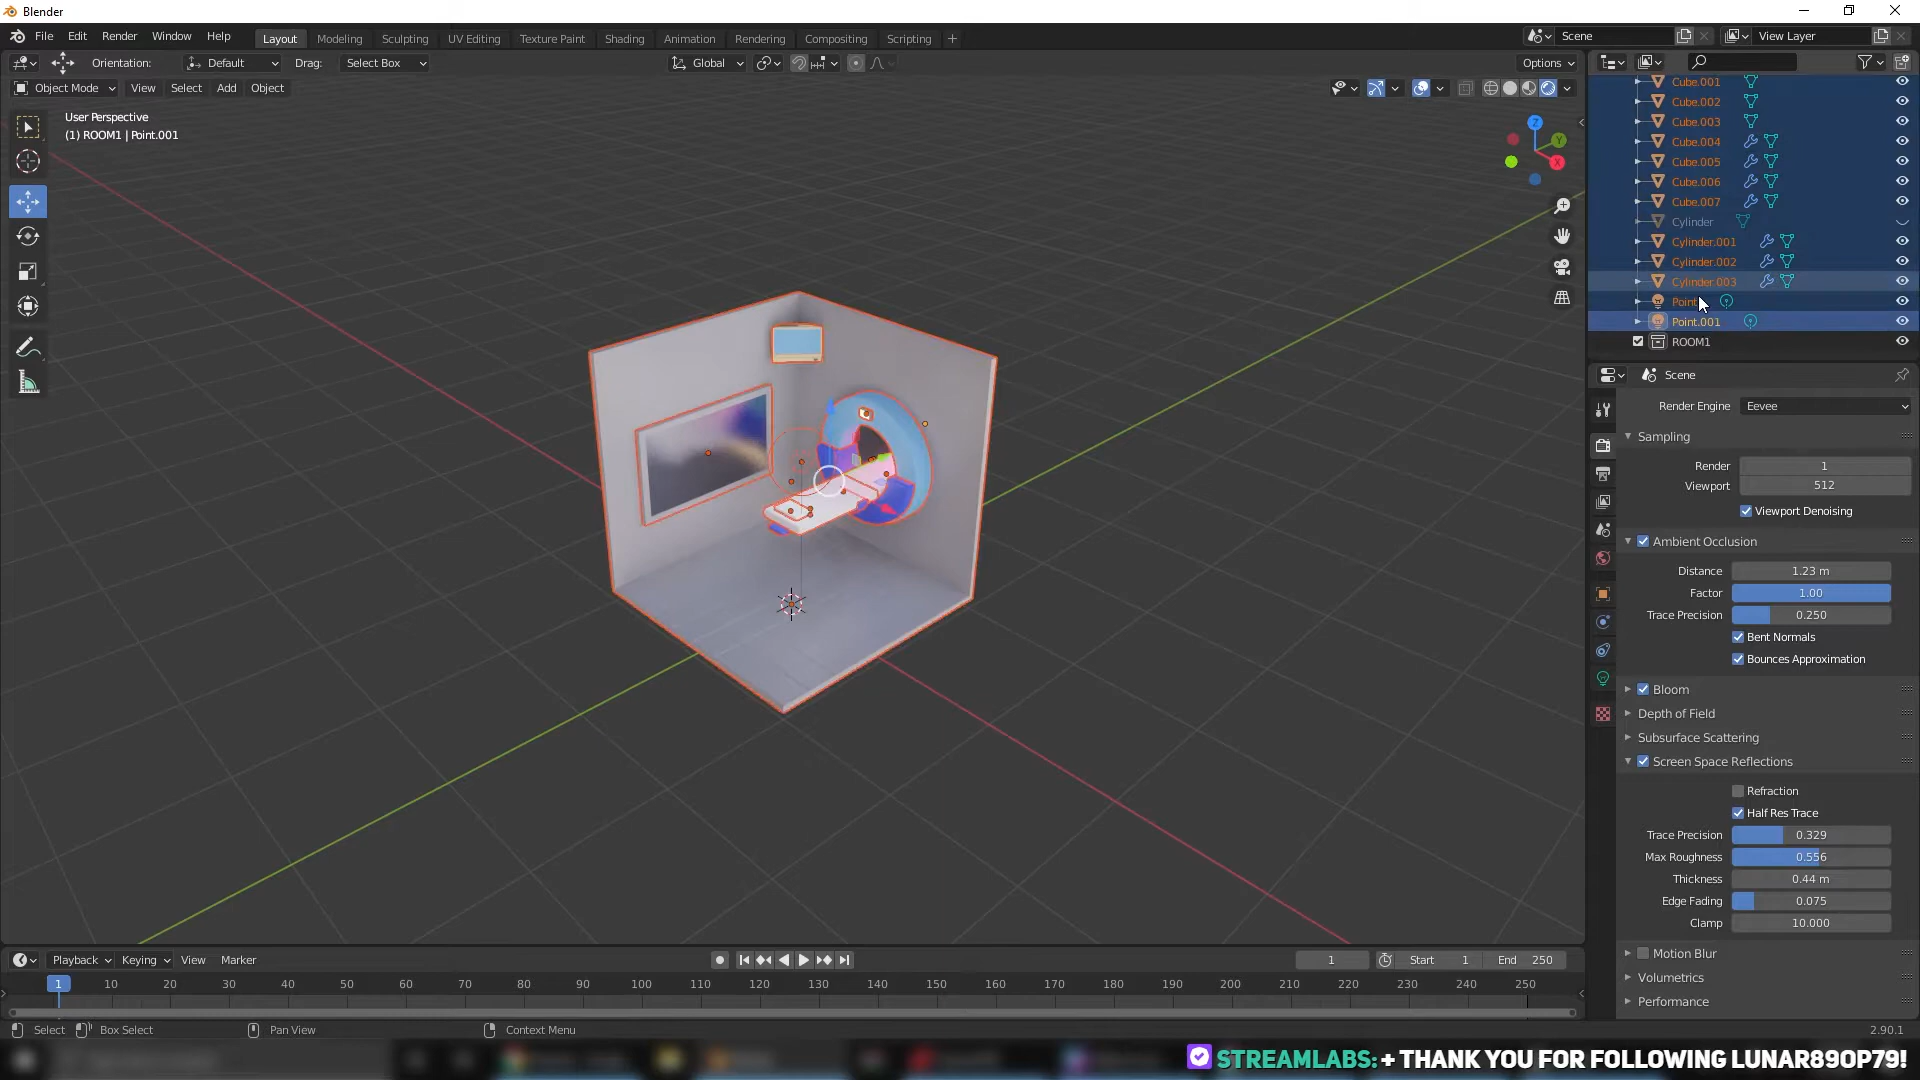 Blender
File Edit Render Window Help
Layout Modeling Sculpting UV Editing Texture Paint Shading Animation Rendering Compositing Scripting +
Scene
View Layer
Orientation: Default Drag: Select Box
Global
Options
Object Mode View Select Add Object
User Perspective
(1) ROOM1 | Point.001
Z
Y
X
Cube.001
Cube.002
Cube.003
Cube.004
Cube.005
Cube.006
Cube.007
Cylinder
Cylinder.001
Cylinder.002
Cylinder.003
Point
Point.001
ROOM1
Scene
Render Engine Eevee
Sampling
Render 1
Viewport 512
Viewport Denoising
Ambient Occlusion
Distance 1.23 m
Factor 1.00
Trace Precision 0.250
Bent Normals
Bounces Approximation
Bloom
Depth of Field
Subsurface Scattering
Screen Space Reflections
Refraction
Half Res Trace
Trace Precision 0.329
Max Roughness 0.556
Thickness 0.44 m
Edge Fading 0.075
Clamp 10.000
Motion Blur
Volumetrics
Performance
Playback Keying View Marker
1 Start 1 End 250
1 10 20 30 40 50 60 70 80 90 100 110 120 130 140 150 160 170 180 190 200 210 220 230 240 250
Select Box Select Pan View Context Menu
2.90.1
STREAMLABS: + THANK YOU FOR FOLLOWING LUNAR89OP79!